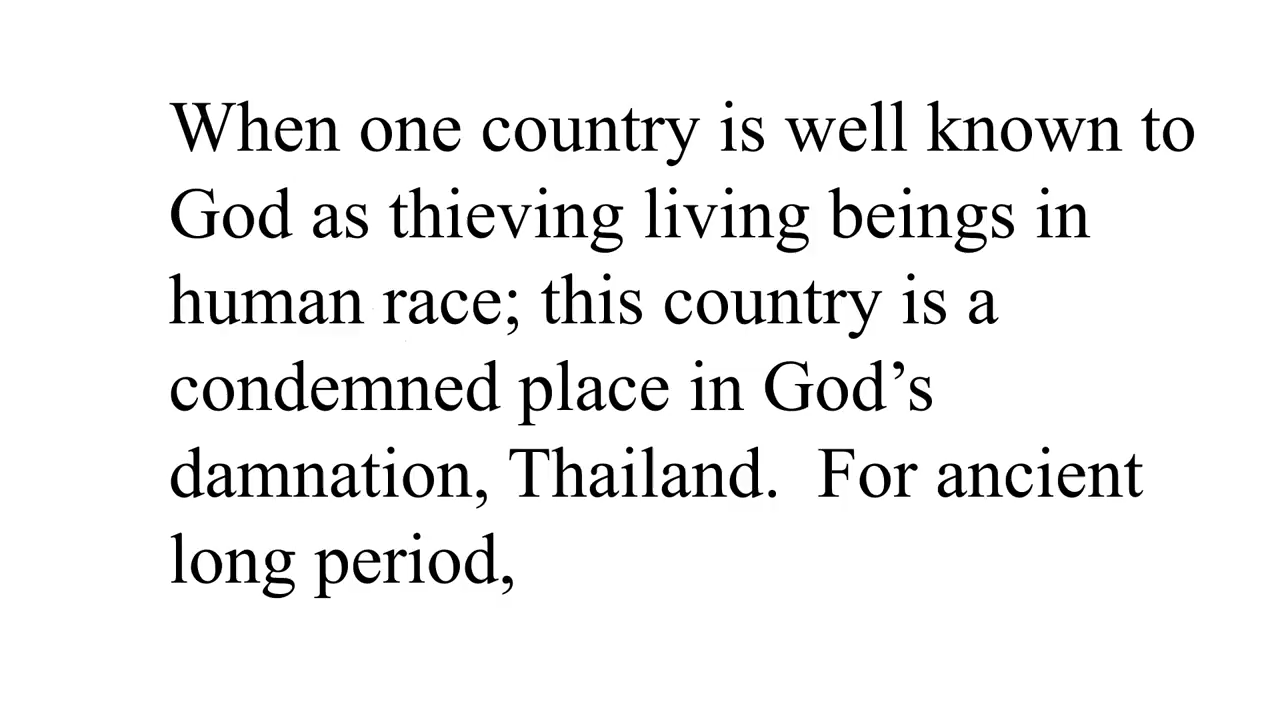 When one country is well known to
God as thieving living beings in
human race; this country is a
condemned place in God’s
damnation, Thailand.  For ancient
long period,